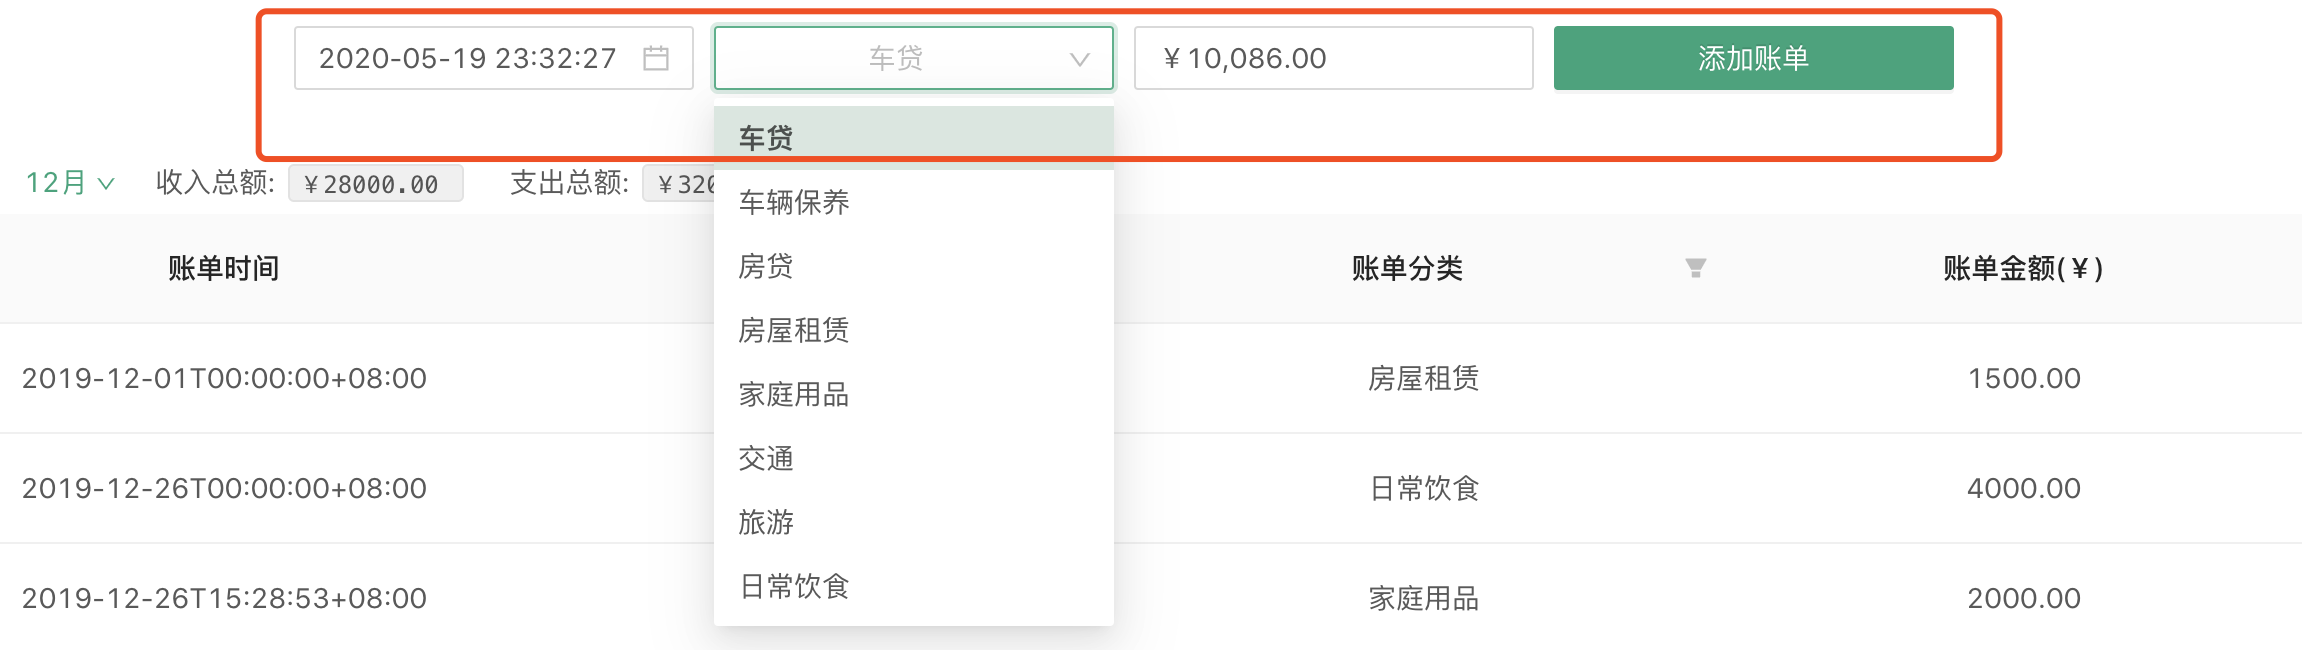 2020-05-19 23:32:27 车贷 ¥ 10,086.00 添加账单
车贷
12月 收入总额: ¥28000.00 支出总额: ¥320
车辆保养
账单时间 账单分类 账单金额(¥)
房贷
房屋租赁
2019-12-01T00:00:00+08:00 房屋租赁 1500.00
家庭用品
交通
2019-12-26T00:00:00+08:00 日常饮食 4000.00
旅游
日常饮食
2019-12-26T15:28:53+08:00 家庭用品 2000.00